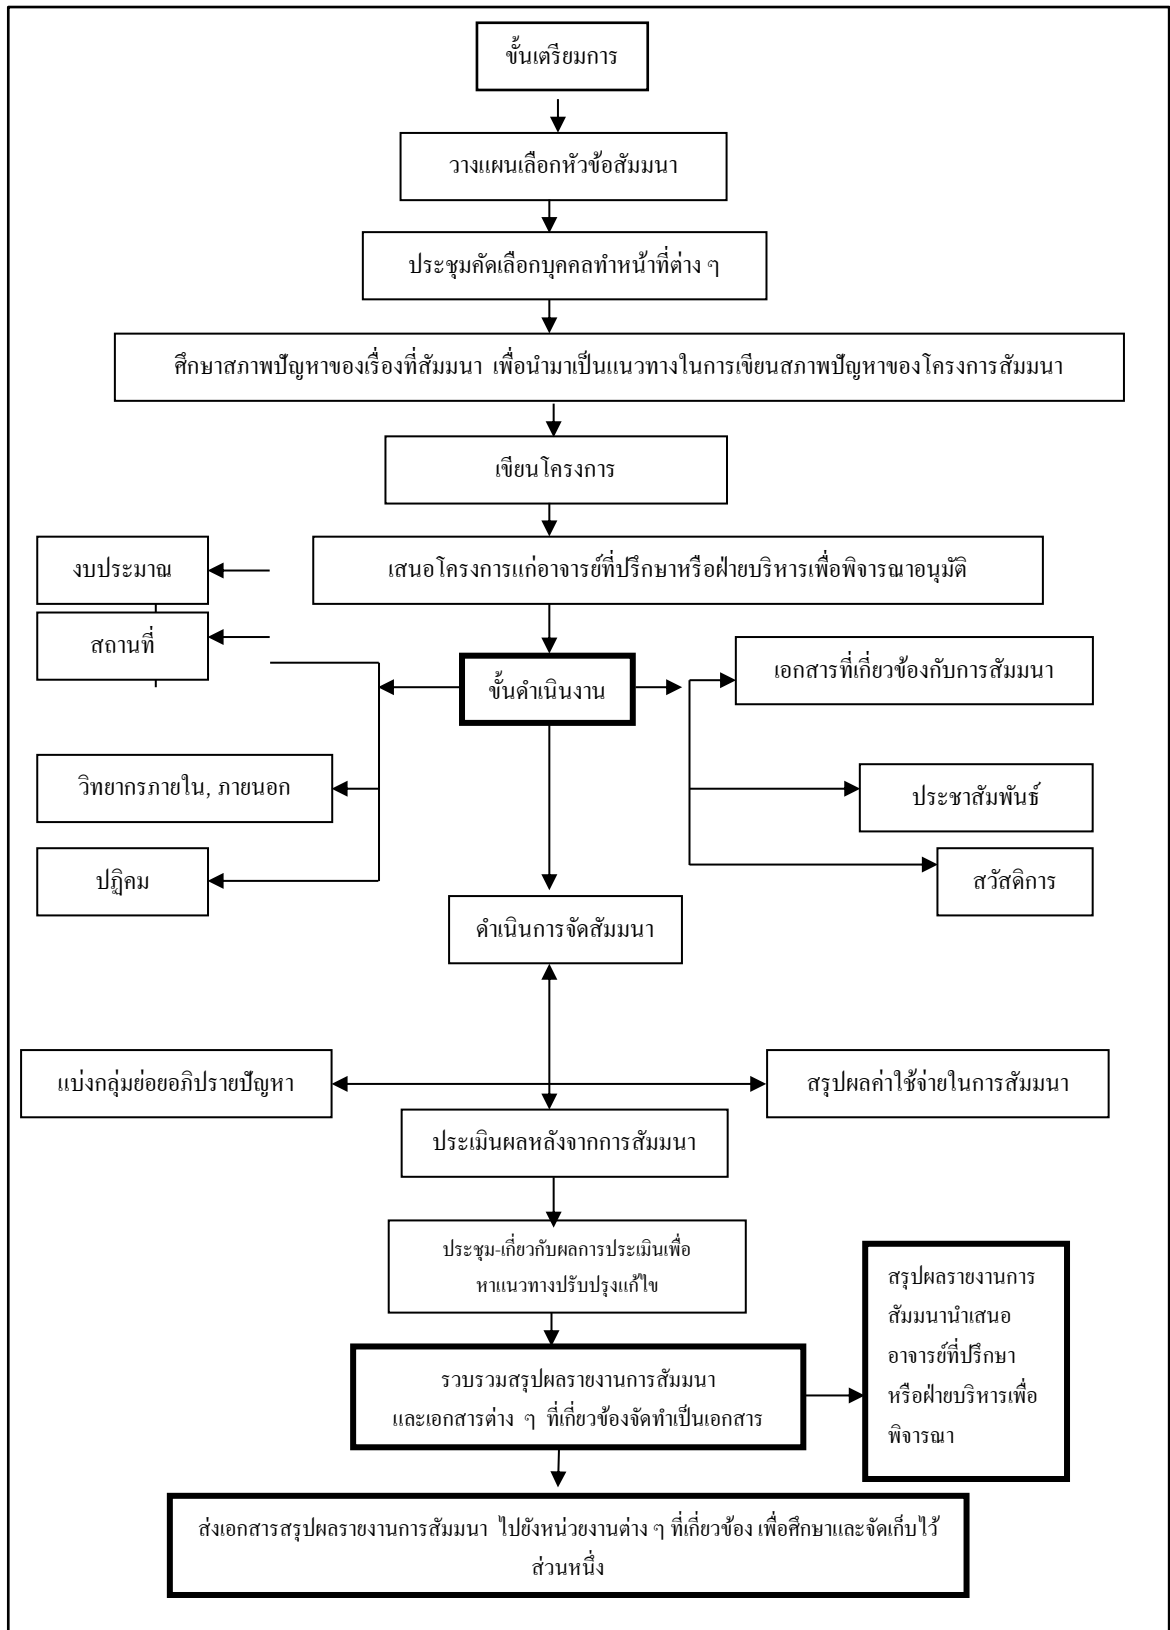 ขั้นเตรียมการ
วางแผนเลือกหัวข้อสัมมนา
ประชุมคัดเลือกบุคคลทำหน้าที่ต่าง ๆ
ศึกษาสภาพปัญหาของเรื่องที่สัมมนา เพื่อนำมาเป็นแนวทางในการเขียนสภาพปัญหาของโครงการสัมมนา
เขียนโครงการ
งบประมาณ
เสนอโครงการแก่อาจารย์ที่ปรึกษาหรือฝ่ายบริหารเพื่อพิจารณาอนุมัติ
สถานที่
ขั้นดำเนินงาน
เอกสารที่เกี่ยวข้องกับการสัมมนา
วิทยากรภายใน, ภายนอก
ประชาสัมพันธ์
ปฏิคม
สวัสดิการ
ดำเนินการจัดสัมมนา
แบ่งกลุ่มย่อยอภิปรายปัญหา
สรุปผลค่าใช้จ่ายในการสัมมนา
ประเมินผลหลังจากการสัมมนา
ประชุม-เกี่ยวกับผลการประเมินเพื่อ
หาแนวทางปรับปรุงแก้ไข
สรุปผลรายงานการ
สัมมนานำเสนอ
อาจารย์ที่ปรึกษา
หรือฝ่ายบริหารเพื่อ
พิจารณา
รวบรวมสรุปผลรายงานการสัมมนา
และเอกสารต่าง ๆ ที่เกี่ยวข้องจัดทำเป็นเอกสาร
ส่งเอกสารสรุปผลรายงานการสัมมนา ไปยังหน่วยงานต่าง ๆ ที่เกี่ยวข้อง เพื่อศึกษาและจัดเก็บไว้
ส่วนหนึ่ง